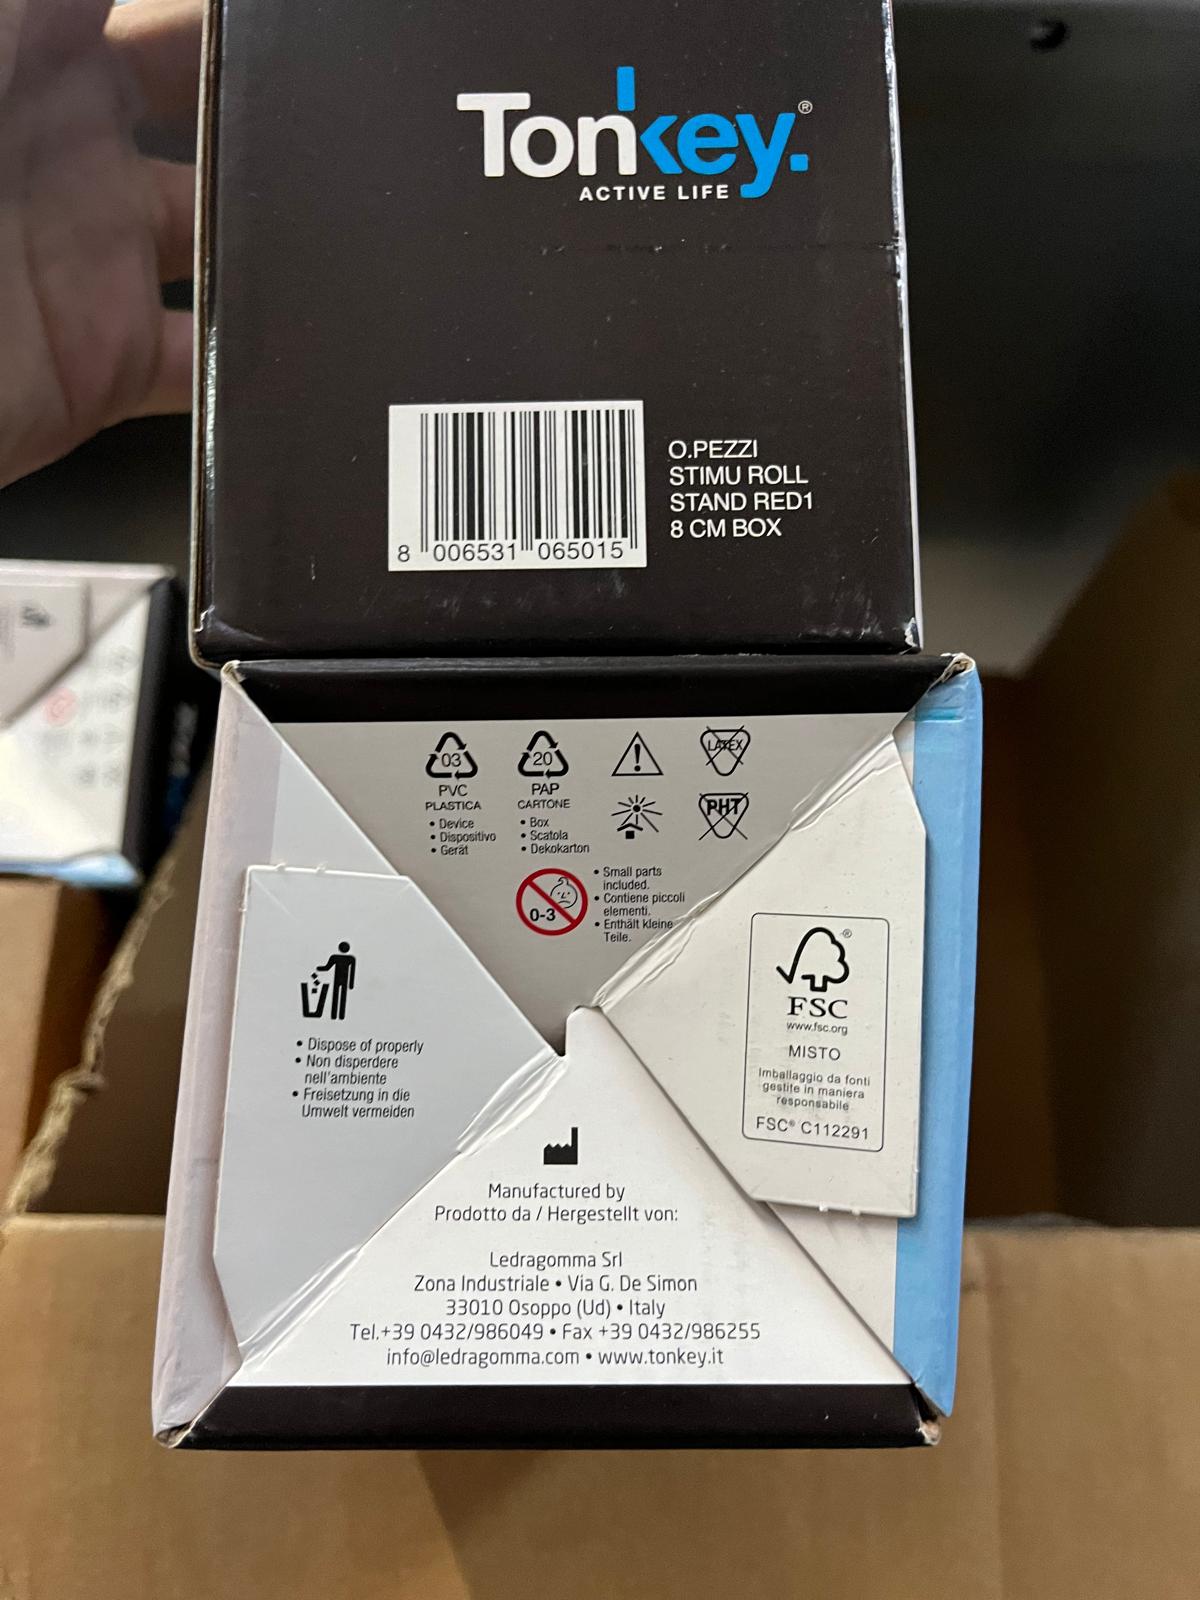 Tonkey.®
ACTIVE LIFE
O.PEZZI
STIMU ROLL
STAND RED1
8 CM BOX
8 006531 065015
03
PVC
PLASTICA
• Device
• Dispositivo
• Gerät
20
PAP
CARTONE
• Box
• Scatola
• Dekokarton
LATEX
PHT
0-3
• Small parts
included.
• Contiene piccoli
elementi.
• Enthält kleine
Teile.
• Dispose of properly
• Non disperdere
nell'ambiente
• Freisetzung in die
Umwelt vermeiden
®
FSC
www.fsc.org
MISTO
Imballaggio da fonti
gestite in maniera
responsabile
FSC® C112291
Manufactured by
Prodotto da / Hergestellt von:
Ledragomma Srl
Zona Industriale • Via G. De Simon
33010 Osoppo (Ud) • Italy
Tel.+39 0432/986049 • Fax +39 0432/986255
info@ledragomma.com • www.tonkey.it